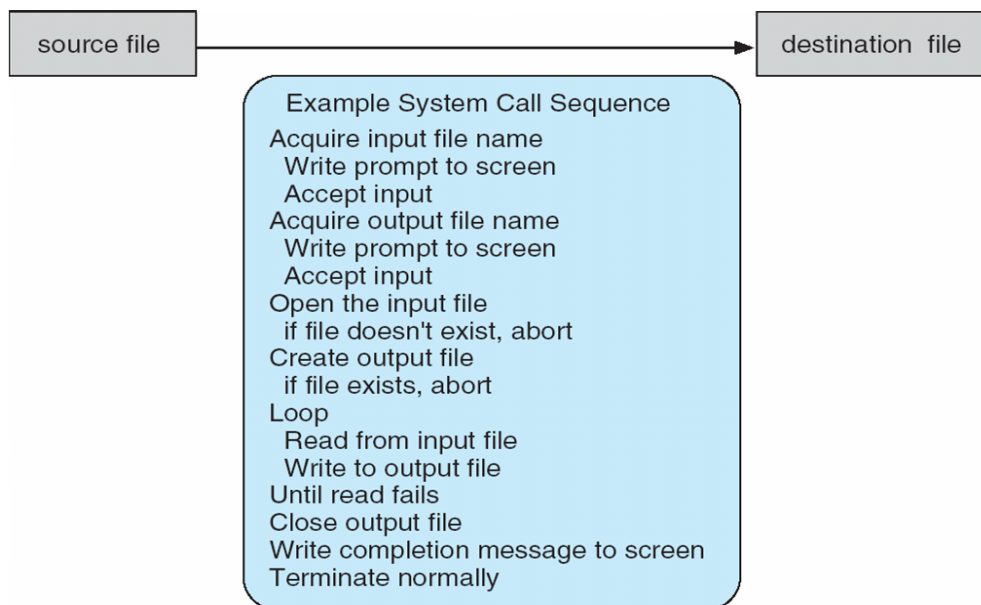 source file
destination file
Example System Call Sequence
Acquire input file name
Write prompt to screen
Accept input
Acquire output file name
Write prompt to screen
Accept input
Open the input file
if file doesn't exist, abort
Create output file
if file exists, abort
Loop
Read from input file
Write to output file
Until read fails
Close output file
Write completion message to screen
Terminate normally